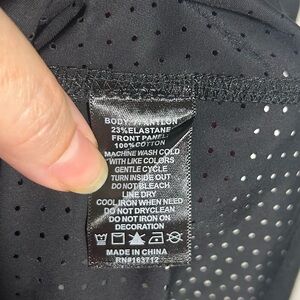 BODY NYLON
23%ELASTANE
FRONT PANEL:
100%COTTON
MACHINE WASH COLD
WITH LIKE COLORS
GENTLE CYCLE
TURN INSIDE OUT
DO NOT BLEACH
LINE DRY
COOL IRON WHEN NEED
DO NOT DRYCLEAN
DO NOT IRON ON
DECORATION
MADE IN CHINA
RN#163712